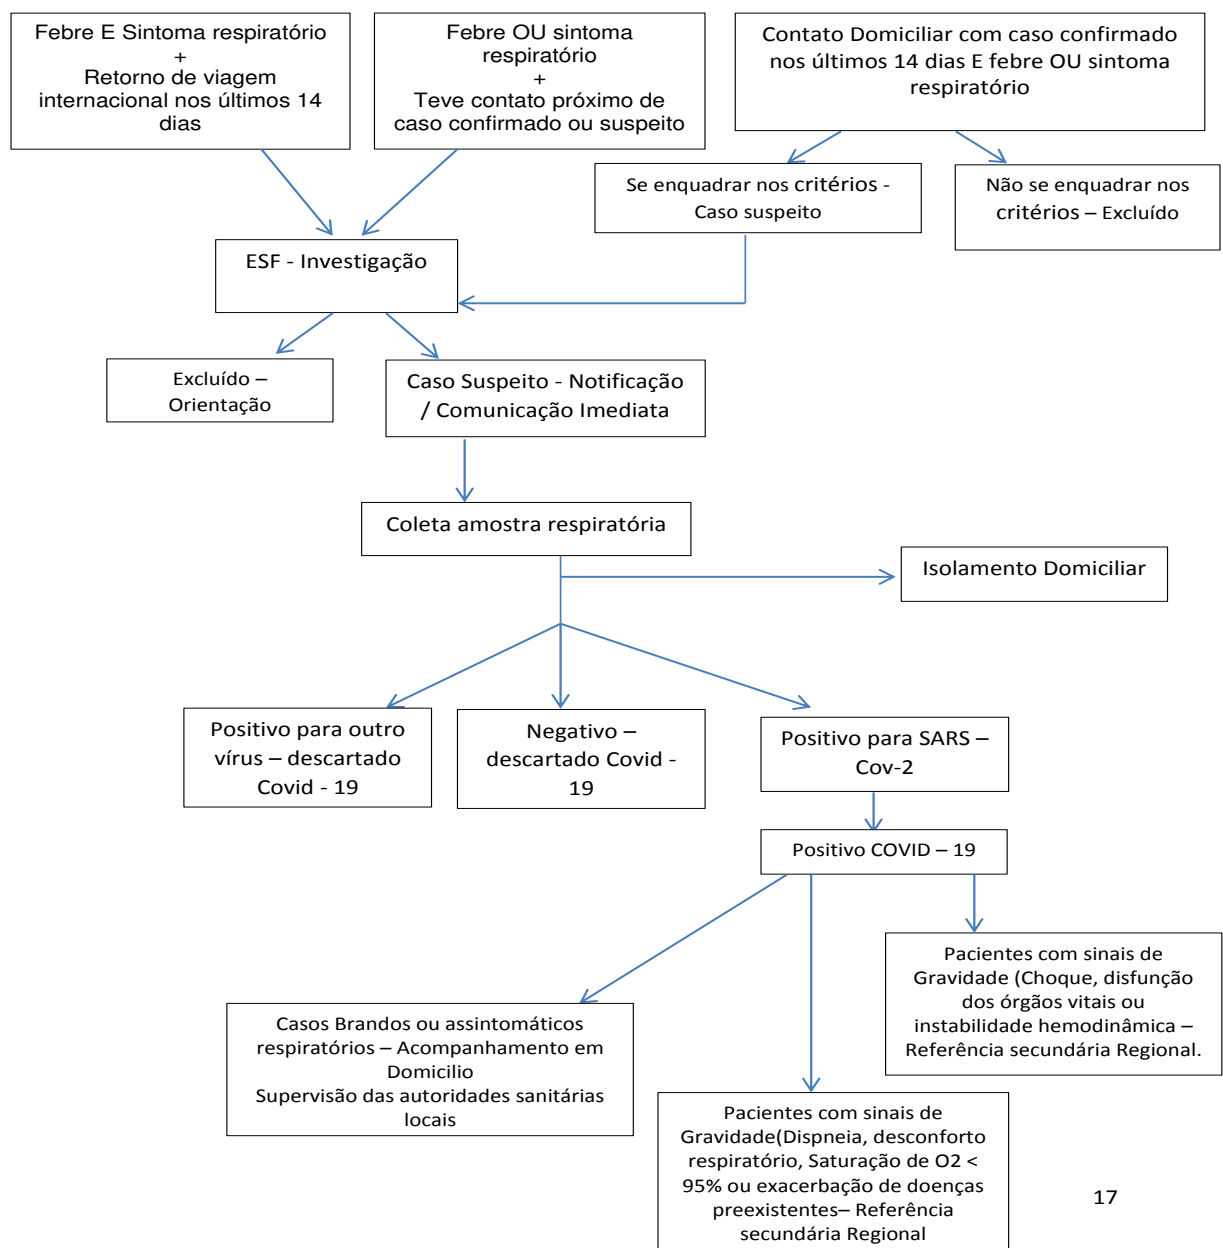 Febre E Sintoma respiratório
+
Retorno de viagem
internacional nos últimos 14
dias
Febre OU sintoma
respiratório
+
Teve contato próximo de
caso confirmado ou suspeito
Contato Domiciliar com caso confirmado
nos últimos 14 dias E febre OU sintoma
respiratório
Se enquadrar nos critérios -
Caso suspeito
Não se enquadrar nos
critérios – Excluído
ESF - Investigação
Excluído –
Orientação
Caso Suspeito - Notificação
/ Comunicação Imediata
Coleta amostra respiratória
Isolamento Domiciliar
Positivo para outro
vírus – descartado
Covid - 19
Negativo –
descartado Covid -
19
Positivo para SARS –
Cov-2
Positivo COVID – 19
Pacientes com sinais de
Gravidade (Choque, disfunção
dos órgãos vitais ou
instabilidade hemodinâmica –
Referência secundária Regional.
Casos Brandos ou assintomáticos
respiratórios – Acompanhamento em
Domicilio
Supervisão das autoridades sanitárias
locais
Pacientes com sinais de
Gravidade(Dispneia, desconforto
respiratório, Saturação de O2 <
95% ou exacerbação de doenças
preexistentes– Referência
secundária Regional
17